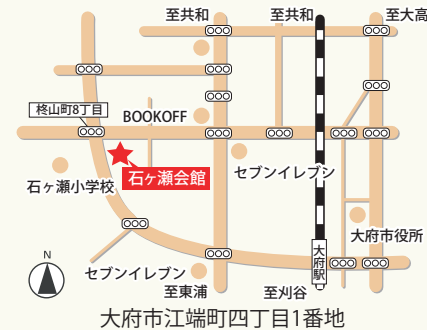 至共和
至共和
至大高
柊山町8丁目
BOOKOFF
セブンイレブン
石ヶ瀬会館
石ヶ瀬小学校
大府市役所
大府駅
N
セブンイレブン
至東浦
至刈谷
大府市江端町四丁目1番地